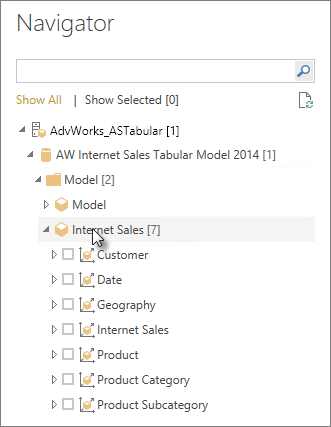 Navigator
Show All | Show Selected [0]
AdvWorks_ASTabular [1]
AW Internet Sales Tabular Model 2014 [1]
Model [2]
Model
Internet Sales [7]
Customer
Date
Geography
Internet Sales
Product
Product Category
Product Subcategory